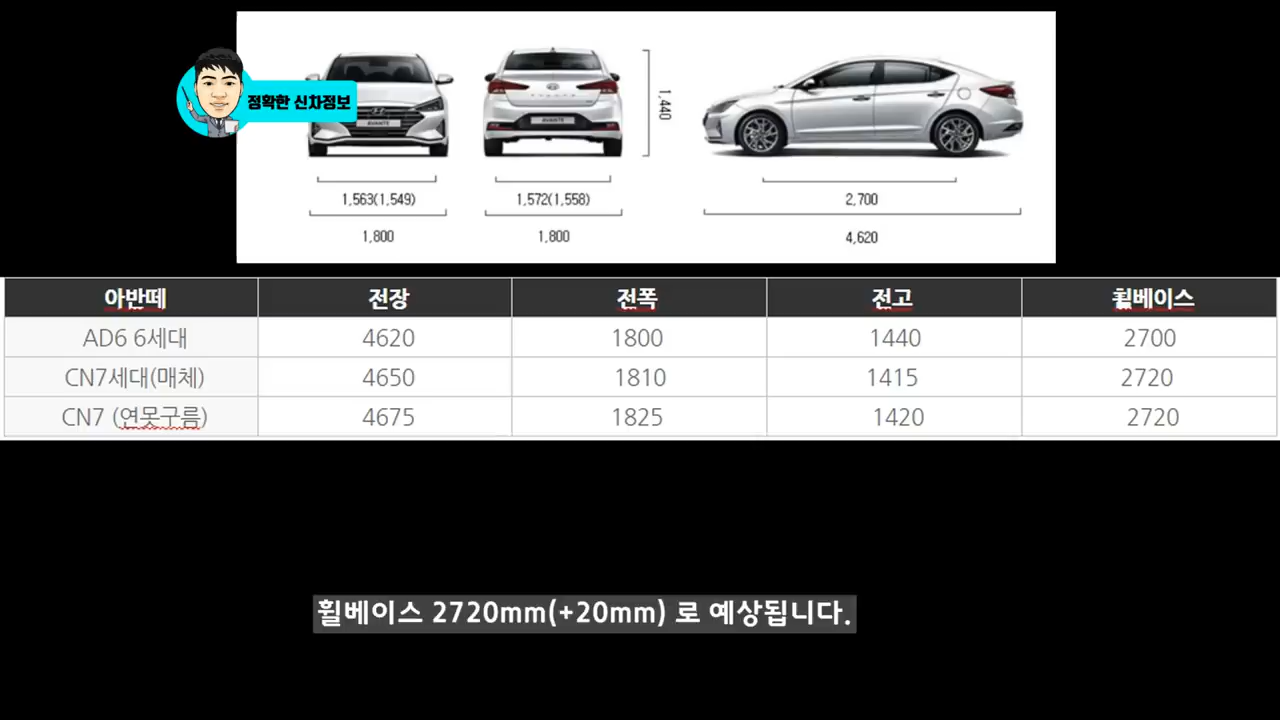 정확한 신차정보
AVANTE
AVANTE
1,440
1,563(1,549)
1,572(1,558)
2,700
1,800
1,800
4,620
아반떼 전장 전폭 전고 휠베이스
AD6 6세대 4620 1800 1440 2700
CN7세대(매체) 4650 1810 1415 2720
CN7 (연못구름) 4675 1825 1420 2720
휠베이스 2720mm(+20mm) 로 예상됩니다.